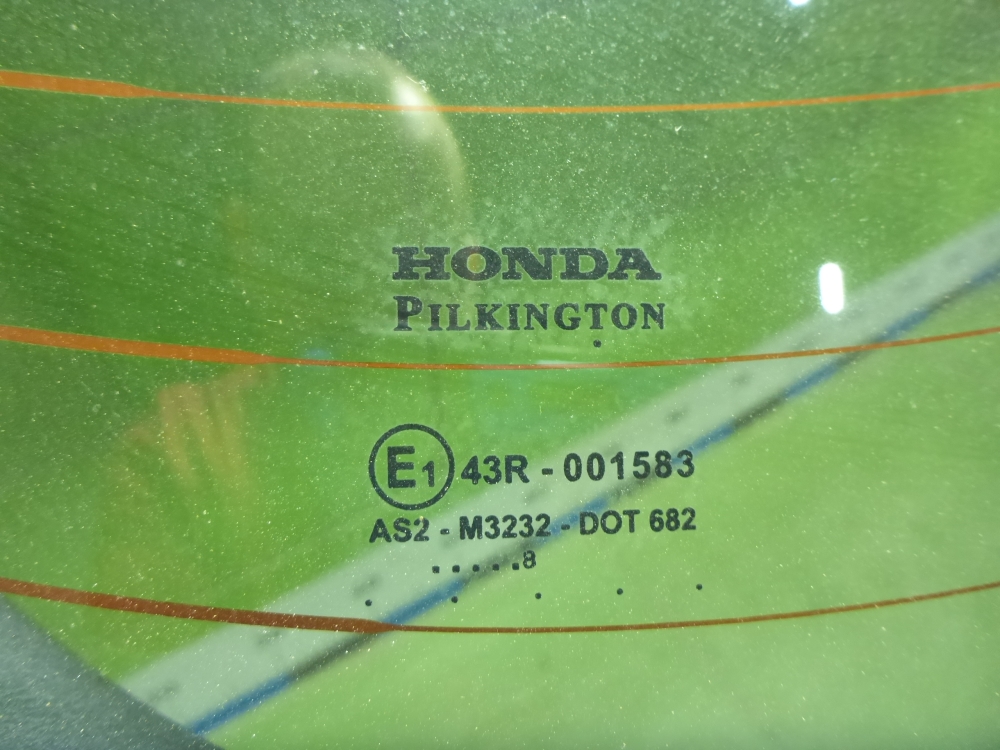 HONDA
PILKINGTON
.
E1 43R - 001583
AS2 - M3232 - DOT 682
.....8
. . . . .